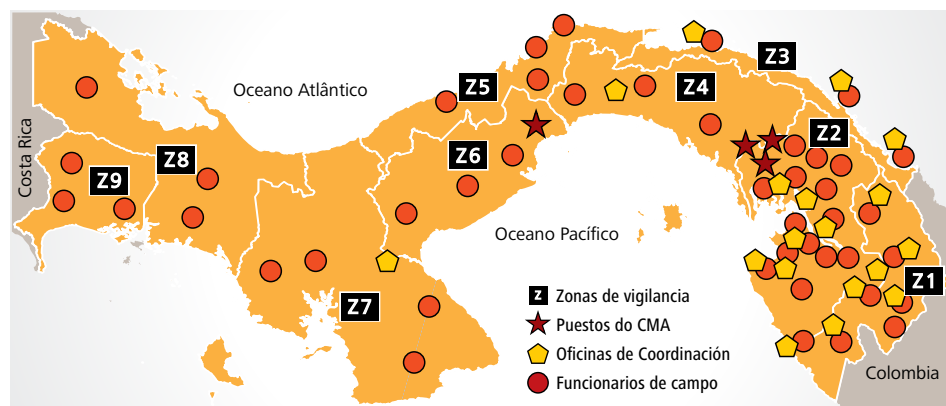 Costa Rica
Oceano Atlântico
Z5
Z3
Z4
Z2
Z6
Z8
Z9
Oceano Pacífico
Z1
Z7
Z Zonas de vigilancia
Puestos do CMA
Oficinas de Coordinación
Funcionarios de campo
Colombia